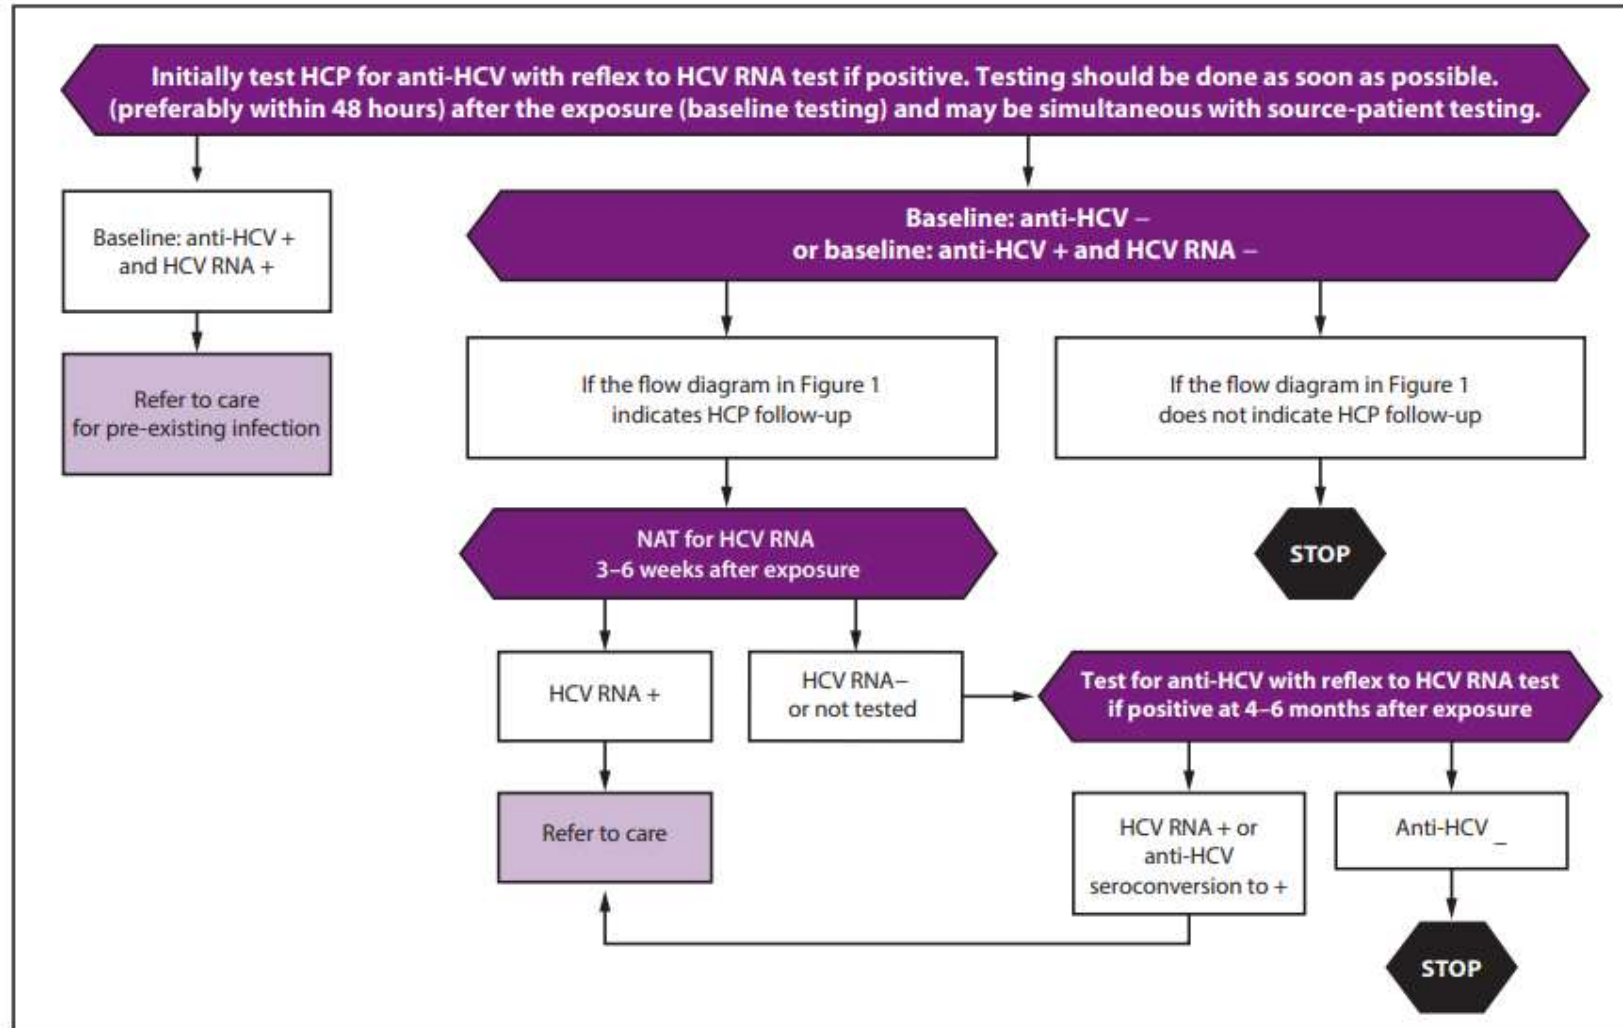 Initially test HCP for anti-HCV with reflex to HCV RNA test if positive. Testing should be done as soon as possible.
(preferably within 48 hours) after the exposure (baseline testing) and may be simultaneous with source-patient testing.
Baseline: anti-HCV +
and HCV RNA +
Refer to care
for pre-existing infection
Baseline: anti-HCV –
or baseline: anti-HCV + and HCV RNA –
If the flow diagram in Figure 1
indicates HCP follow-up
If the flow diagram in Figure 1
does not indicate HCP follow-up
NAT for HCV RNA
3–6 weeks after exposure
STOP
HCV RNA +
HCV RNA–
or not tested
Test for anti-HCV with reflex to HCV RNA test
if positive at 4–6 months after exposure
Refer to care
HCV RNA + or
anti-HCV
seroconversion to +
Anti-HCV _
STOP